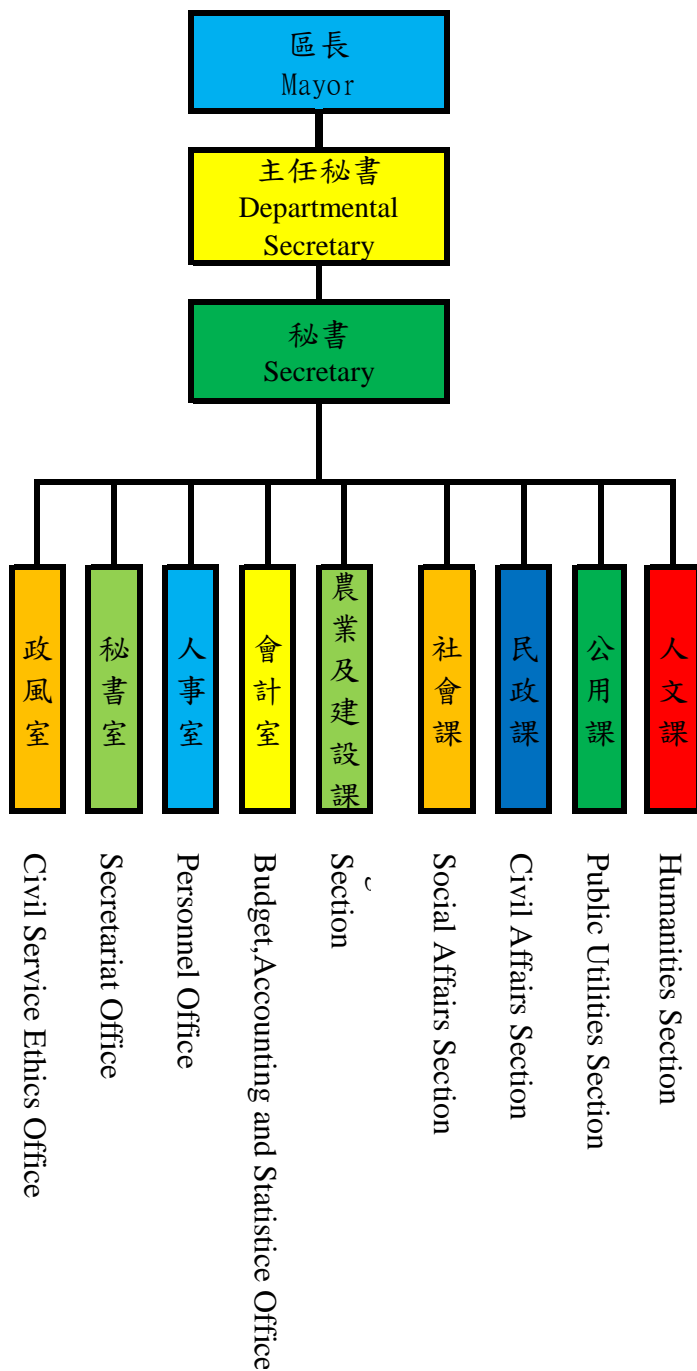 區長
Mayor
主任秘書
Departmental
Secretary
秘書
Secretary
政風室
秘書室
人事室
會計室
農業及建設課
社會課
民政課
公用課
人文課
Civil Service Ethics Office
Secretariat Office
Personnel Office
Budget,Accounting and Statistice Office
Section
Social Affairs Section
Civil Affairs Section
Public Utilities Section
Humanities Section